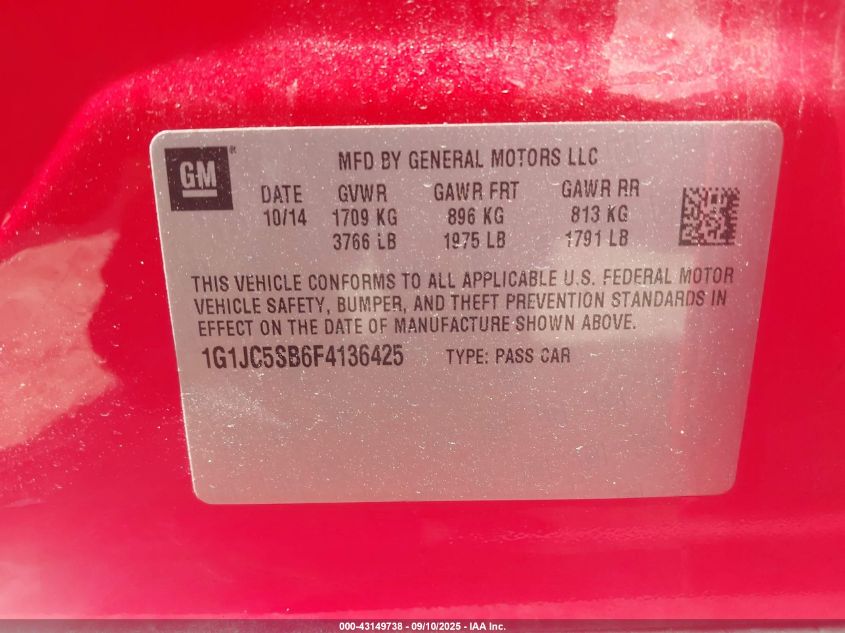 GM ®
MFD BY GENERAL MOTORS LLC
DATE GVWR GAWR FRT GAWR RR
10/14 1709 KG 896 KG 813 KG
3766 LB 1975 LB 1791 LB
THIS VEHICLE CONFORMS TO ALL APPLICABLE U.S. FEDERAL MOTOR
VEHICLE SAFETY, BUMPER, AND THEFT PREVENTION STANDARDS IN
EFFECT ON THE DATE OF MANUFACTURE SHOWN ABOVE.
1G1JC5SB6F4136425 TYPE: PASS CAR
000-43149738 - 09/10/2025 - IAA Inc.